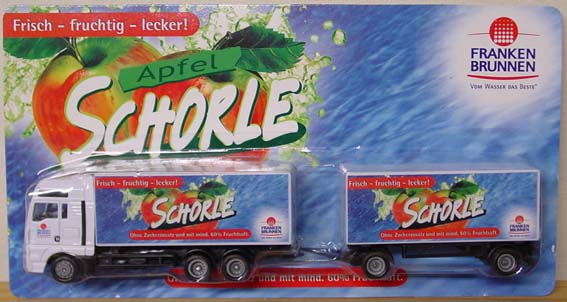 Frisch - fruchtig - lecker!
Apfel
SCHORLE
FRANKEN
BRUNNEN
VOM WASSER DAS BESTE
Frisch - fruchtig - lecker!
SCHORLE
Ohne Zuckerzusatz und mit mind. 60% Fruchtsaft.
FRANKEN
BRUNNEN
Frisch - fruchtig - lecker!
SCHORLE
Ohne Zuckerzusatz und mit mind. 60% Fruchtsaft.
FRANKEN
BRUNNEN
und mit mind. 60% Fruchtsaft.